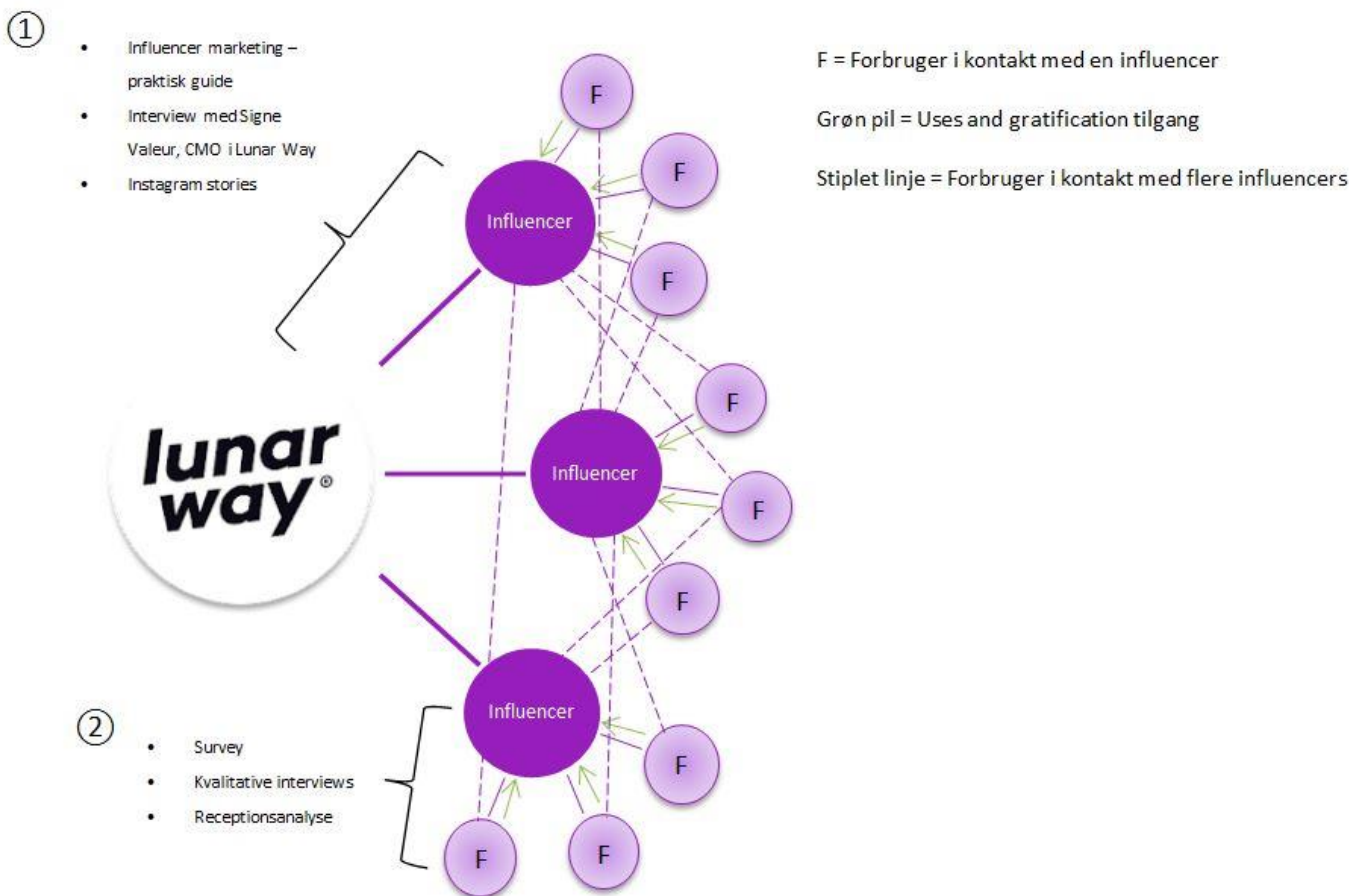 ①
• Influencer marketing –
praktisk guide
• Interview med Signe
Valeur, CMO i Lunar Way
• Instagram stories
F = Forbruger i kontakt med en influencer
Grøn pil = Uses and gratification tilgang
Stiplet linje = Forbruger i kontakt med flere influencers
F
F
Influencer
F
F
lunar
way®
Influencer
F
F
Influencer
②
• Survey
• Kvalitative interviews
• Receptionsanalyse
F
F
F